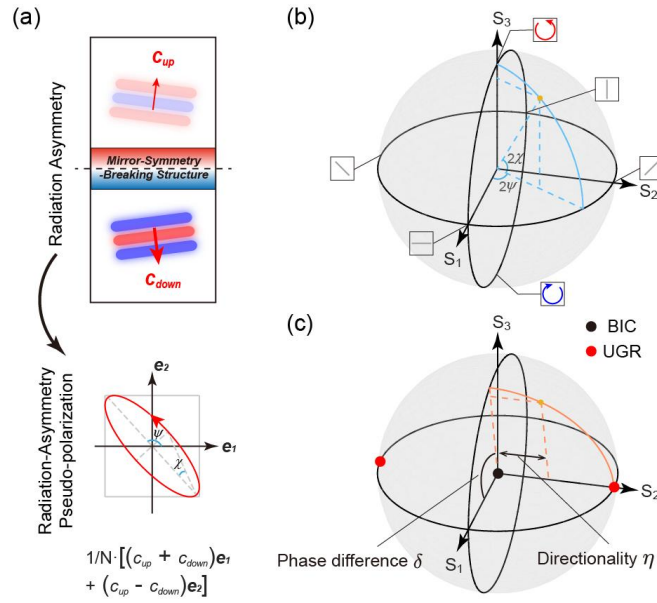 (a)
Radiation Asymmetry
c_up
Mirror-Symmetry
-Breaking Structure
c_down
Radiation-Asymmetry
Pseudo-polarization
e₂
e₁
ψ
χ
1/N·[(c_up + c_down)e₁
+ (c_up - c_down)e₂]
(b)
S₃
2χ
2ψ
S₂
S₁
(c)
S₃
BIC
UGR
S₂
S₁
Phase difference δ
Directionality η